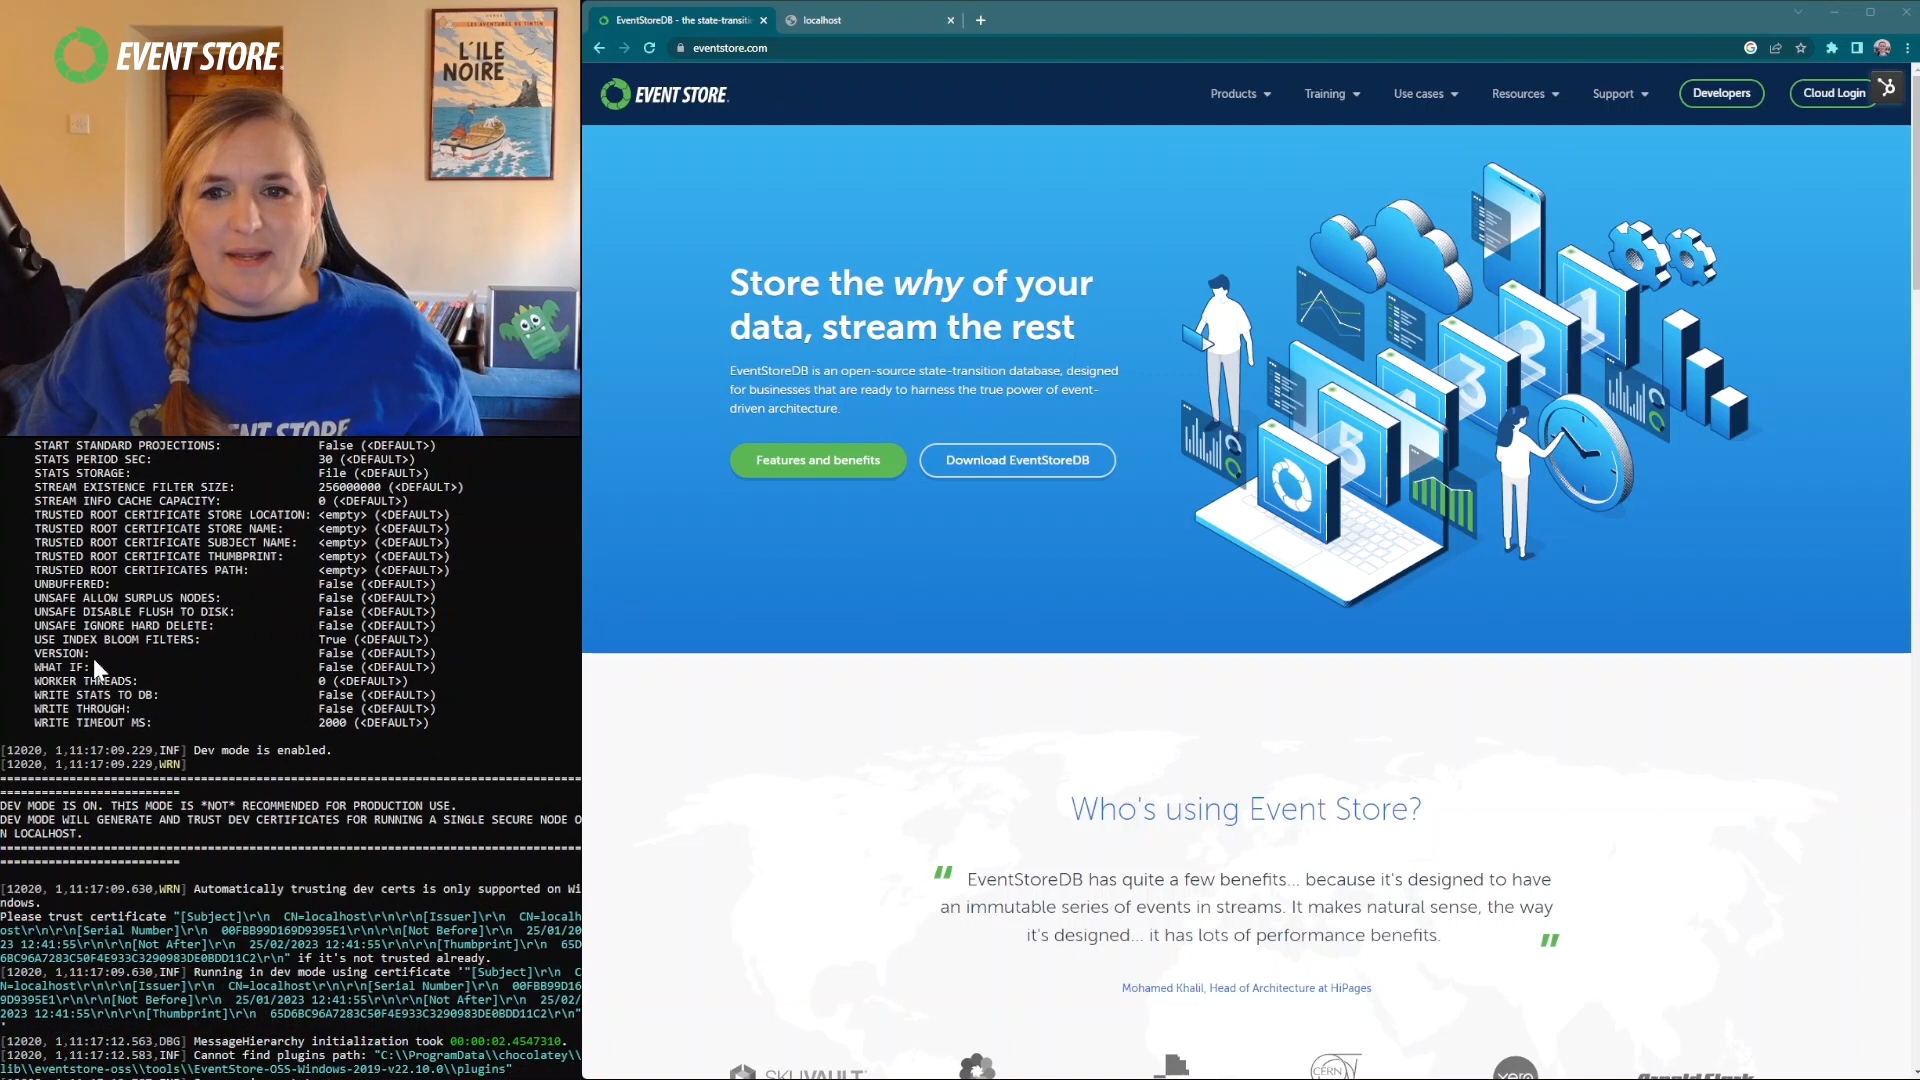 EVENT STORE
LES AVENTURES DE TINTIN
L'ILE
NOIRE
ENT STORE
START STANDARD PROJECTIONS: False (<DEFAULT>)
STATS PERIOD SEC: 30 (<DEFAULT>)
STATS STORAGE: File (<DEFAULT>)
STREAM EXISTENCE FILTER SIZE: 256000000 (<DEFAULT>)
STREAM INFO CACHE CAPACITY: 0 (<DEFAULT>)
TRUSTED ROOT CERTIFICATE STORE LOCATION: <empty> (<DEFAULT>)
TRUSTED ROOT CERTIFICATE STORE NAME: <empty> (<DEFAULT>)
TRUSTED ROOT CERTIFICATE SUBJECT NAME: <empty> (<DEFAULT>)
TRUSTED ROOT CERTIFICATE THUMBPRINT: <empty> (<DEFAULT>)
TRUSTED ROOT CERTIFICATES PATH: <empty> (<DEFAULT>)
UNBUFFERED: False (<DEFAULT>)
UNSAFE ALLOW SURPLUS NODES: False (<DEFAULT>)
UNSAFE DISABLE FLUSH TO DISK: False (<DEFAULT>)
UNSAFE IGNORE HARD DELETE: False (<DEFAULT>)
USE INDEX BLOOM FILTERS: True (<DEFAULT>)
VERSION: False (<DEFAULT>)
WHAT IF: False (<DEFAULT>)
WORKER THREADS: 0 (<DEFAULT>)
WRITE STATS TO DB: False (<DEFAULT>)
WRITE THROUGH: False (<DEFAULT>)
WRITE TIMEOUT MS: 2000 (<DEFAULT>)
[12020, 1,11:17:09.229,INF] Dev mode is enabled.
[12020, 1,11:17:09.229,WRN]
==========================================================================================
==========================
DEV MODE IS ON. THIS MODE IS *NOT* RECOMMENDED FOR PRODUCTION USE.
DEV MODE WILL GENERATE AND TRUST DEV CERTIFICATES FOR RUNNING A SINGLE SECURE NODE O
N LOCALHOST.
==========================================================================================
==========================
[12020, 1,11:17:09.630,WRN] Automatically trusting dev certs is only supported on Wi
ndows.
Please trust certificate "[Subject]\r\n  CN=localhost\r\n\r\n[Issuer]\r\n  CN=localh
ost\r\n\r\n[Serial Number]\r\n  00FBB99D169D9395E1\r\n\r\n[Not Before]\r\n  25/01/20
23 12:41:55\r\n\r\n[Not After]\r\n  25/02/2023 12:41:55\r\n\r\n[Thumbprint]\r\n  65D
6BC96A7283C50F4E933C3290983DE0BDD11C2\r\n" if it's not trusted already.
[12020, 1,11:17:09.630,INF] Running in dev mode using certificate '"[Subject]\r\n  C
N=localhost\r\n\r\n[Issuer]\r\n  CN=localhost\r\n\r\n[Serial Number]\r\n  00FBB99D16
9D9395E1\r\n\r\n[Not Before]\r\n  25/01/2023 12:41:55\r\n\r\n[Not After]\r\n  25/02/
2023 12:41:55\r\n\r\n[Thumbprint]\r\n  65D6BC96A7283C50F4E933C3290983DE0BDD11C2\r\n"
'
[12020, 1,11:17:12.563,DBG] MessageHierarchy initialization took 00:00:02.4547310.
[12020, 1,11:17:12.583,INF] Cannot find plugins path: "C:\\ProgramData\\chocolatey\\
lib\\eventstore-oss\\tools\\EventStore-OSS-Windows-2019-v22.10.0\\plugins"
EventStoreDB - the state-transiti
localhost
eventstore.com
EVENT STORE
Products
Training
Use cases
Resources
Support
Developers
Cloud Login
Store the why of your
data, stream the rest
EventStoreDB is an open-source state-transition database, designed
for businesses that are ready to harness the true power of event-
driven architecture.
Features and benefits
Download EventStoreDB
1
2
3
4
5
Who's using Event Store?
" EventStoreDB has quite a few benefits... because it's designed to have
an immutable series of events in streams. It makes natural sense, the way
it's designed... it has lots of performance benefits. "
Mohamed Khalil, Head of Architecture at HiPages
SKUVAULT
CERN
xero
Arnold Clark